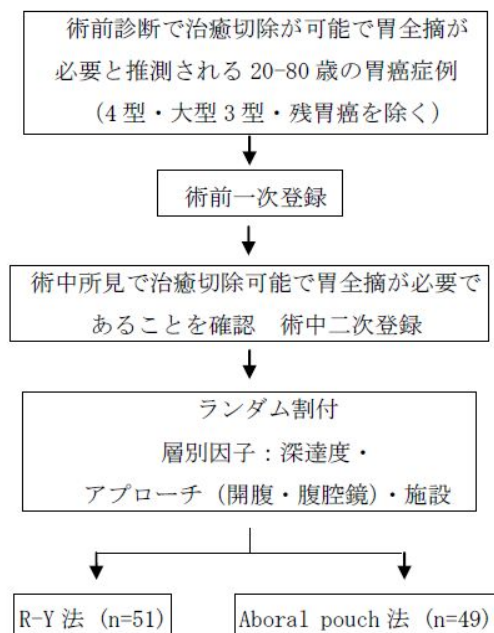 術前診断で治癒切除が可能で胃全摘が
必要と推測される 20-80 歳の胃癌症例
（4 型・大型 3 型・残胃癌を除く）
術前一次登録
術中所見で治癒切除可能で胃全摘が必要で
あることを確認　術中二次登録
ランダム割付
層別因子：深達度・
アプローチ（開腹・腹腔鏡）・施設
R-Y 法 (n=51)
Aboral pouch 法 (n=49)